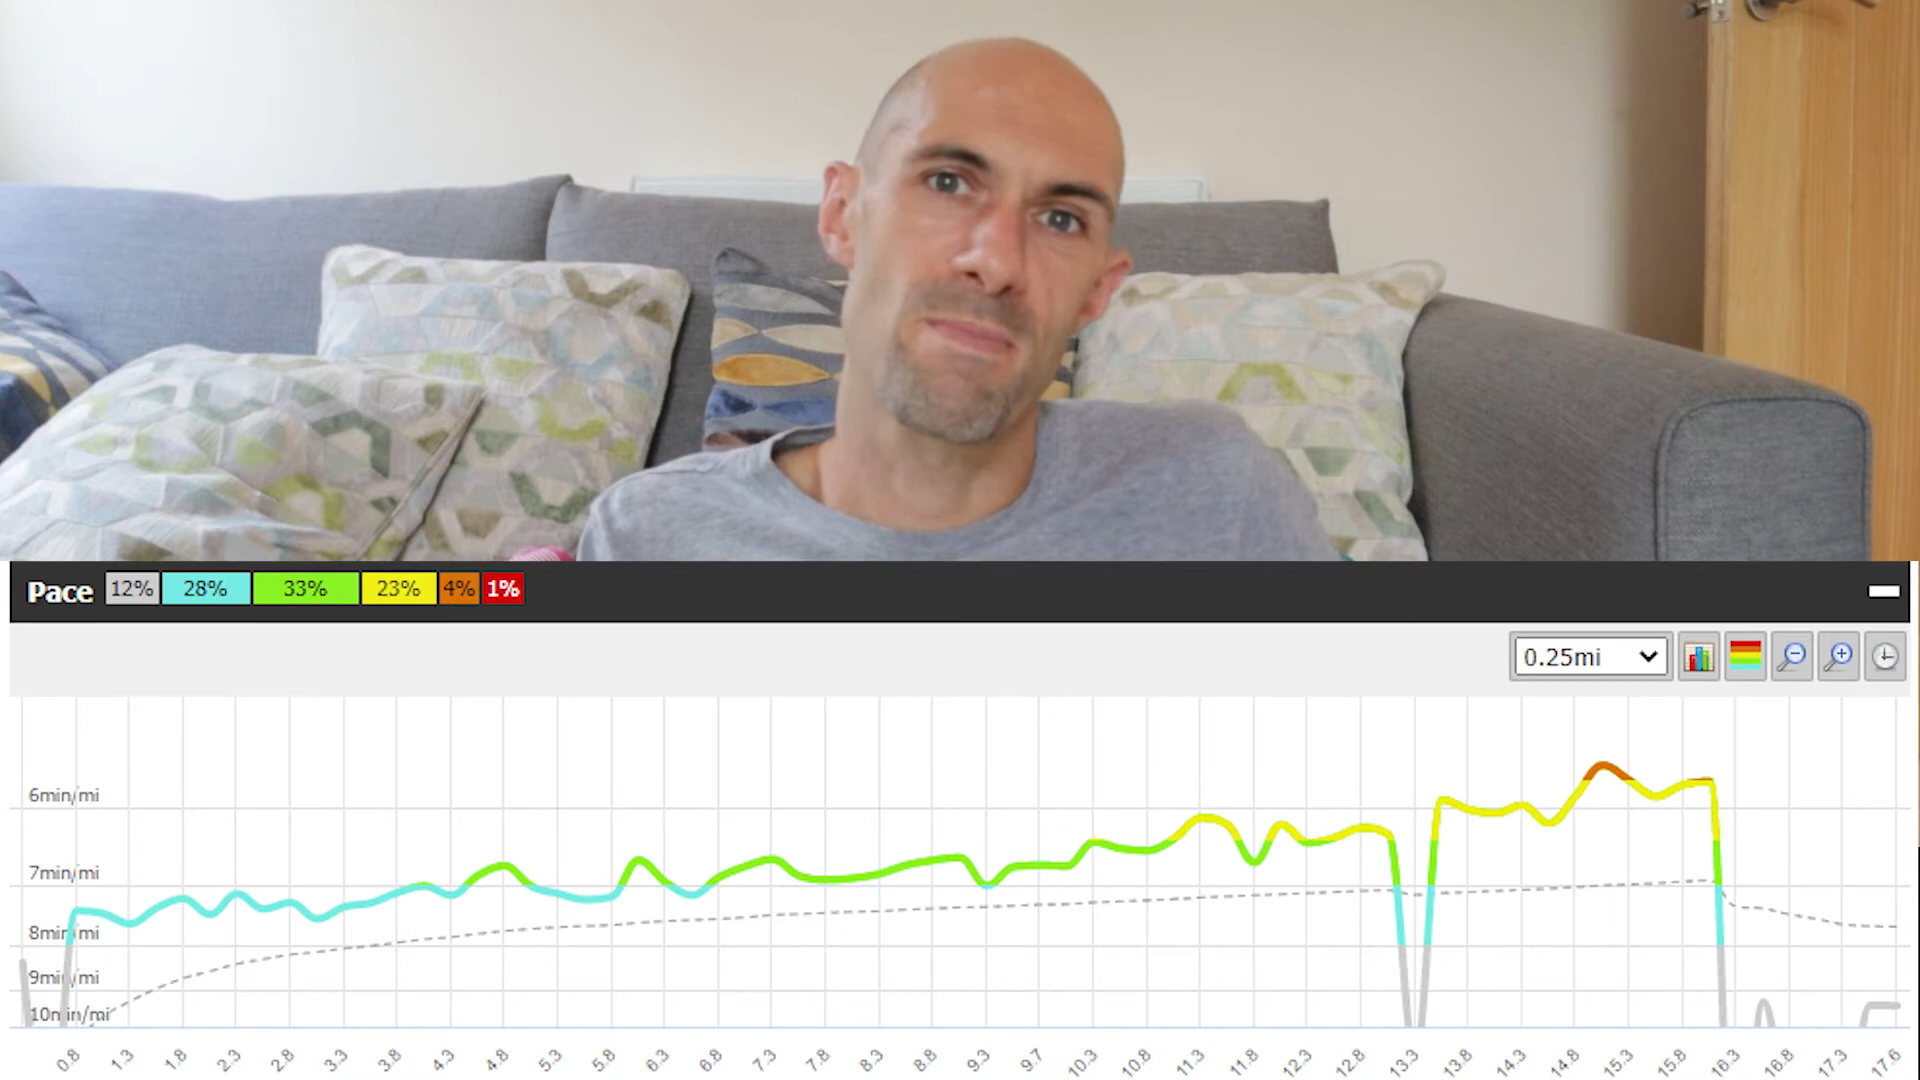 Pace 12% 28% 33% 23% 4% 1%
0.25mi
6min/mi
7min/mi
8min/mi
9min/mi
10min/mi
0.8 1.3 1.8 2.3 2.8 3.3 3.8 4.3 4.8 5.3 5.8 6.3 6.8 7.3 7.8 8.3 8.8 9.3 9.7 10.3 10.8 11.3 11.8 12.3 12.8 13.3 13.8 14.3 14.8 15.3 15.8 16.3 16.8 17.3 17.6